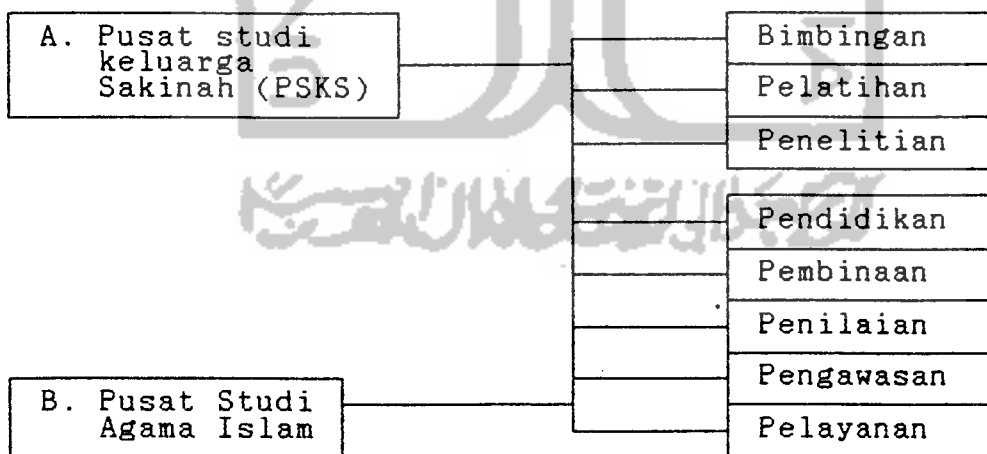 A. Pusat studi
keluarga
Sakinah (PSKS)
Bimbingan
Pelatihan
Penelitian
Pendidikan
Pembinaan
Penilaian
Pengawasan
Pelayanan
B. Pusat Studi
Agama Islam